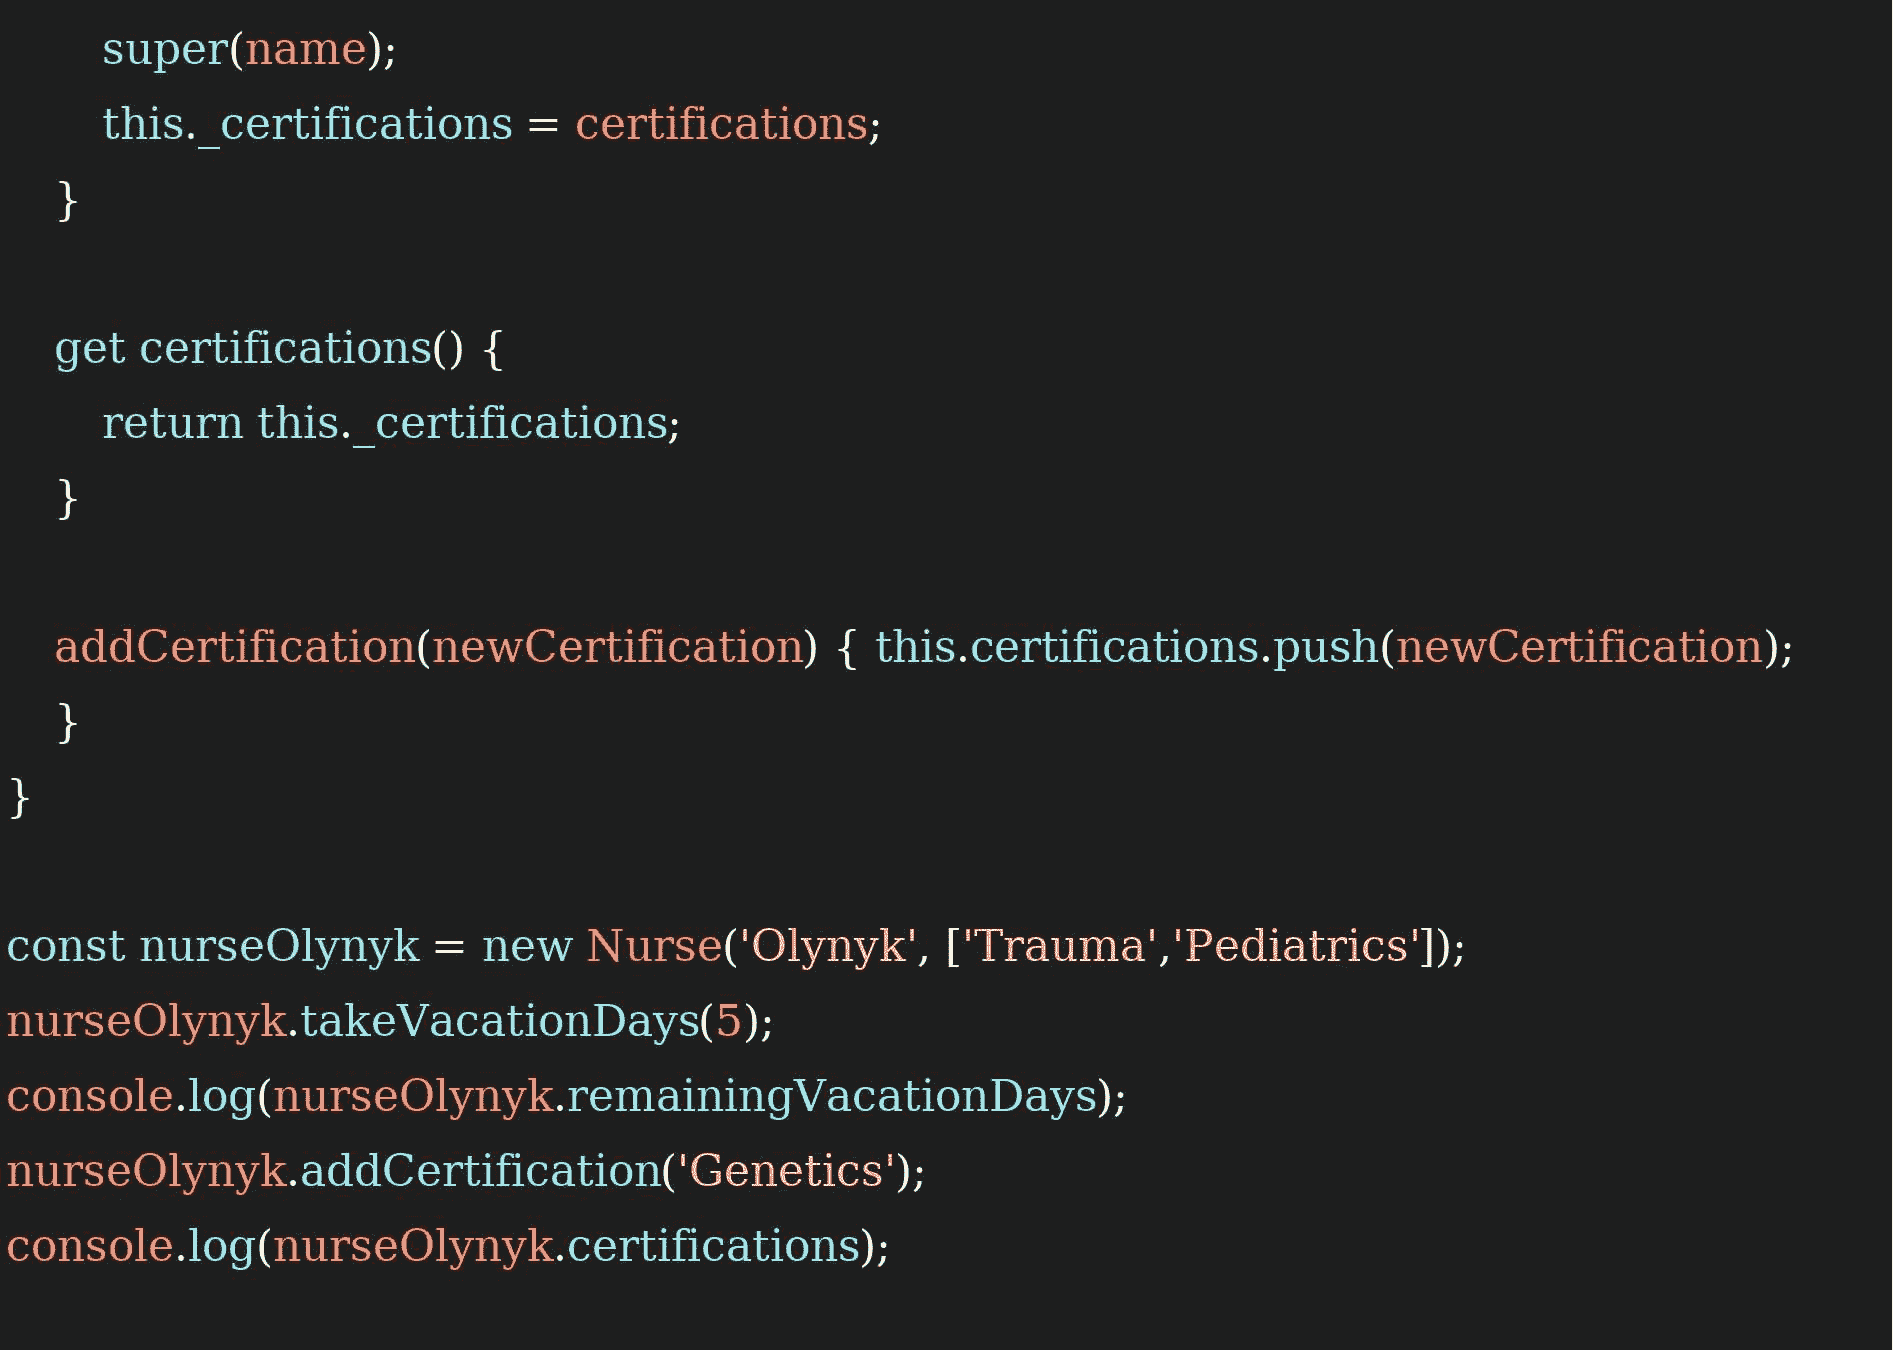 super(name);
this._certifications = certifications;
}
get certifications() {
return this._certifications;
}
addCertification(newCertification) { this.certifications.push(newCertification);
}
}
const nurseOlynyk = new Nurse('Olynyk', ['Trauma','Pediatrics']);
nurseOlynyk.takeVacationDays(5);
console.log(nurseOlynyk.remainingVacationDays);
nurseOlynyk.addCertification('Genetics');
console.log(nurseOlynyk.certifications);